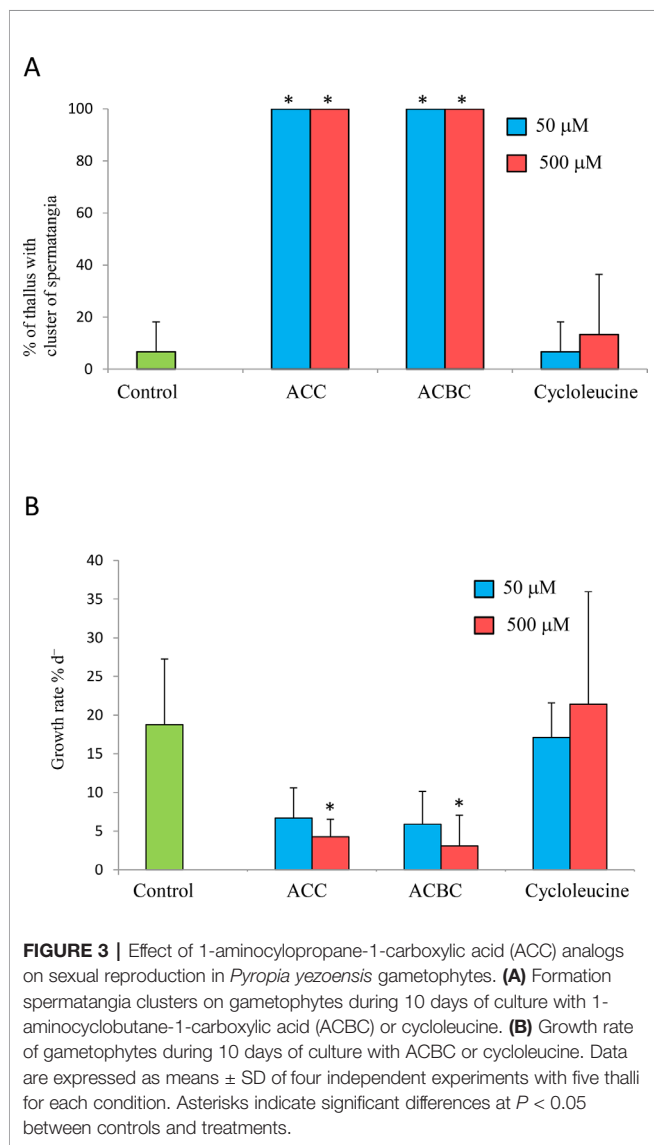 A
* * * *
100
80
60
40
20
0
% of thallus with
cluster of spermatangia
50 μM
500 μM
Control ACC ACBC Cycloleucine
B
40
35
30
25
20
15
10
5
0
Growth rate % d⁻
50 μM
500 μM
* *
Control ACC ACBC Cycloleucine
FIGURE 3 | Effect of 1-aminocylopropane-1-carboxylic acid (ACC) analogs
on sexual reproduction in Pyropia yezoensis gametophytes. (A) Formation
spermatangia clusters on gametophytes during 10 days of culture with 1-
aminocyclobutane-1-carboxylic acid (ACBC) or cycloleucine. (B) Growth rate
of gametophytes during 10 days of culture with ACBC or cycloleucine. Data
are expressed as means ± SD of four independent experiments with five thalli
for each condition. Asterisks indicate significant differences at P < 0.05
between controls and treatments.